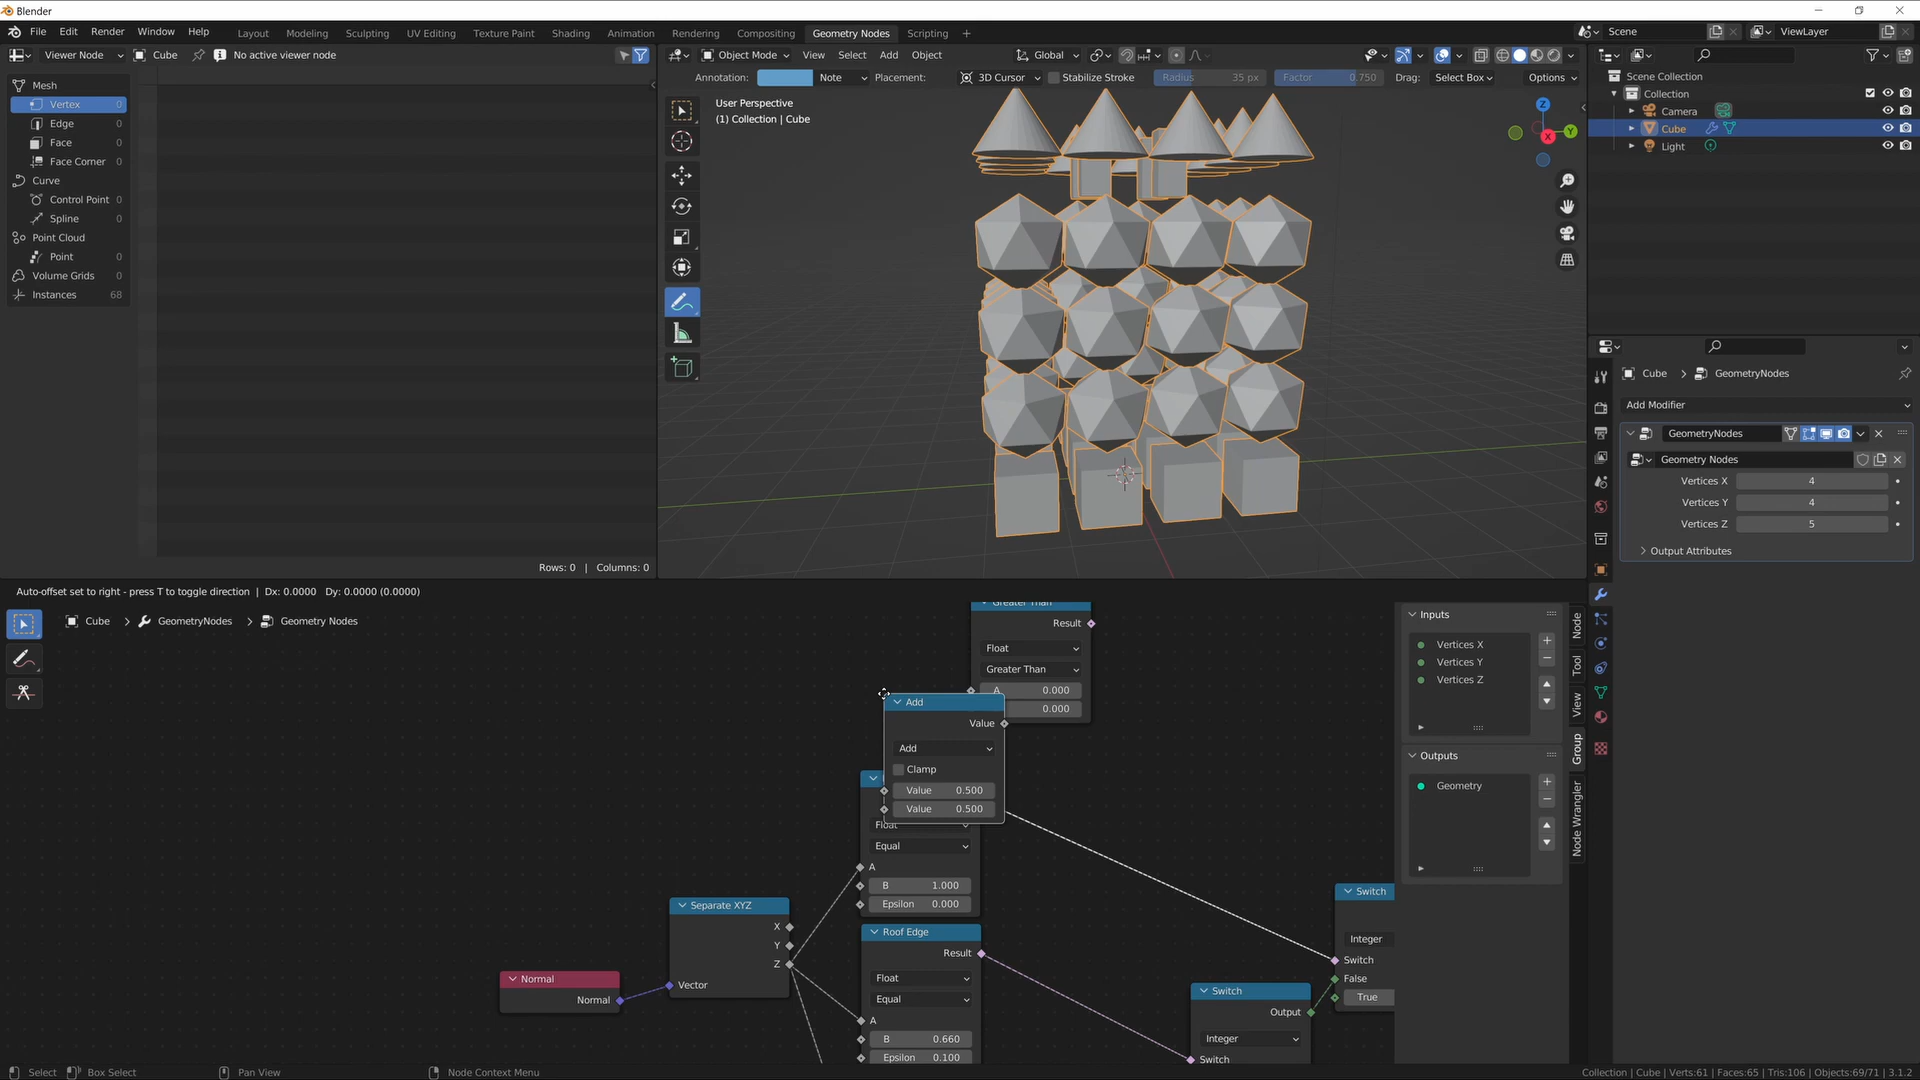 Blender
File Edit Render Window Help
Layout Modeling Sculpting UV Editing Texture Paint Shading Animation Rendering Compositing Geometry Nodes Scripting +
Scene
ViewLayer
Viewer Node Cube No active viewer node
Object Mode View Select Add Object
Global
Annotation: Note Placement: 3D Cursor Stabilize Stroke Radius 35 px Factor 0.750 Drag: Select Box Options
Mesh
Vertex 0
Edge 0
Face 0
Face Corner 0
Curve
Control Point 0
Spline 0
Point Cloud
Point 0
Volume Grids 0
Instances 68
Rows: 0 | Columns: 0
User Perspective
(1) Collection | Cube
Z
Y
X
Scene Collection
Collection
Camera
Cube
Light
Cube GeometryNodes
Add Modifier
GeometryNodes
Geometry Nodes
Vertices X 4
Vertices Y 4
Vertices Z 5
Output Attributes
Auto-offset set to right - press T to toggle direction | Dx: 0.0000 Dy: 0.0000 (0.0000)
Cube GeometryNodes Geometry Nodes
Greater Than
Result
Float
Greater Than
A 0.000
0.000
Add
Value
Add
Clamp
Value 0.500
Value 0.500
Float
Equal
A
B 1.000
Epsilon 0.000
Separate XYZ
X
Y
Z
Vector
Normal
Normal
Roof Edge
Result
Float
Equal
A
B 0.660
Epsilon 0.100
Switch
Output
Integer
Switch
Switch
Integer
Switch
False
True
Inputs
Vertices X
Vertices Y
Vertices Z
Outputs
Geometry
Node
Tool
View
Group
Node Wrangler
Select Box Select Pan View Node Context Menu
Collection | Cube | Verts:61 | Faces:65 | Tris:106 | Objects:69/71 | 3.1.2